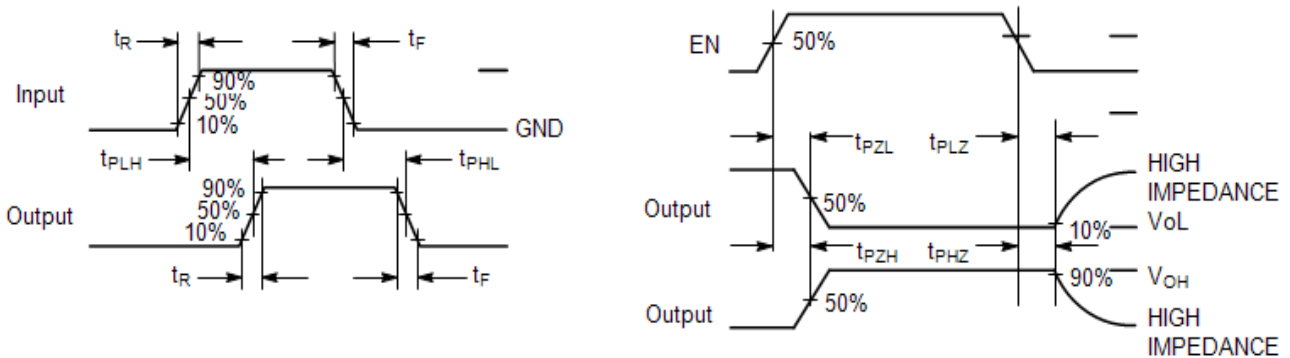 tR
tF
Input
90%
50%
10%
GND
tPLH
tPHL
Output
90%
50%
10%
tR
tF
EN
50%
tPZL
tPLZ
HIGH
IMPEDANCE
Output
50%
10%
VoL
tPZH
tPHZ
90%
VOH
Output
50%
HIGH
IMPEDANCE